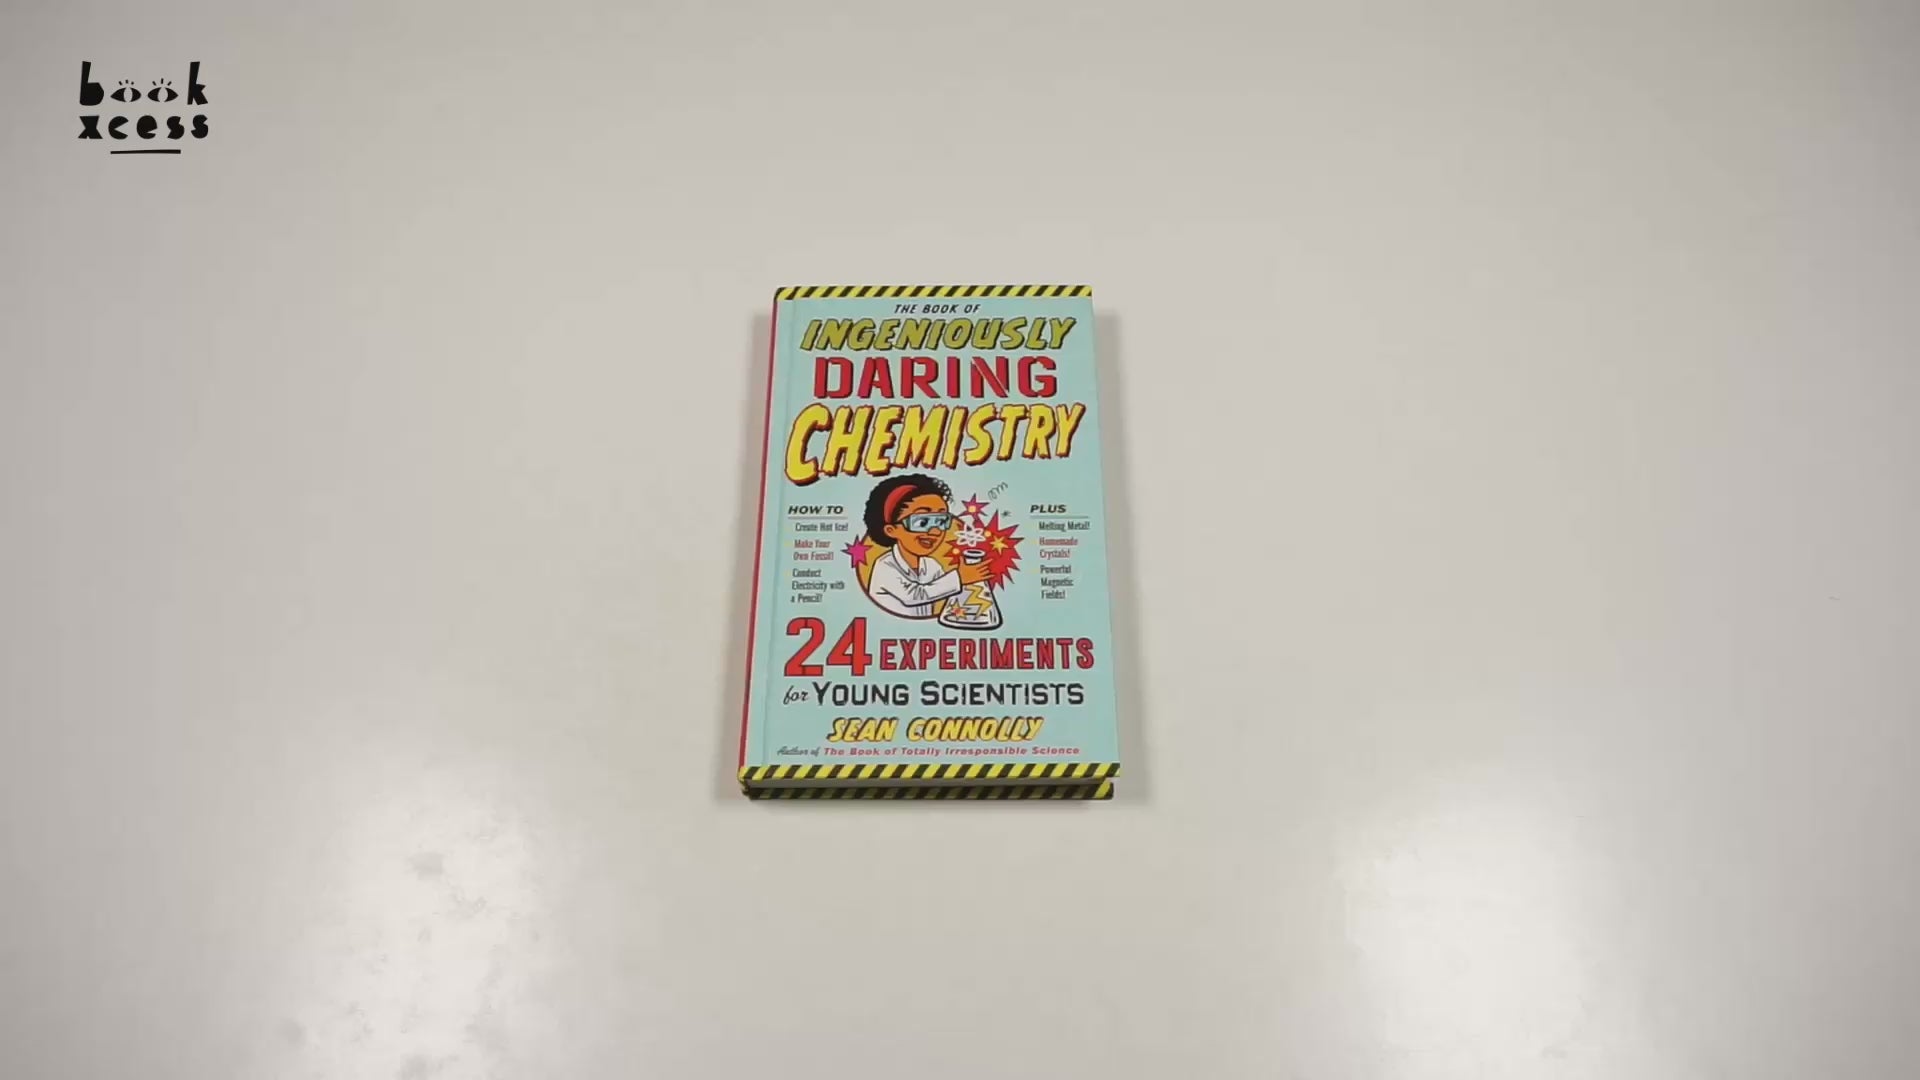 book
xcess
THE BOOK OF
INGENIOUSLY
DARING
CHEMISTRY
HOW TO
Create Hot Ice!
Make Your
Own Fossil!
Conduct
Electricity with
a Pencil!
PLUS
Melting Metal!
Homemade
Crystals!
Powerful
Magnetic
Fields!
24 EXPERIMENTS
for YOUNG SCIENTISTS
SEAN CONNOLLY
Author of The Book of Totally Irresponsible Science